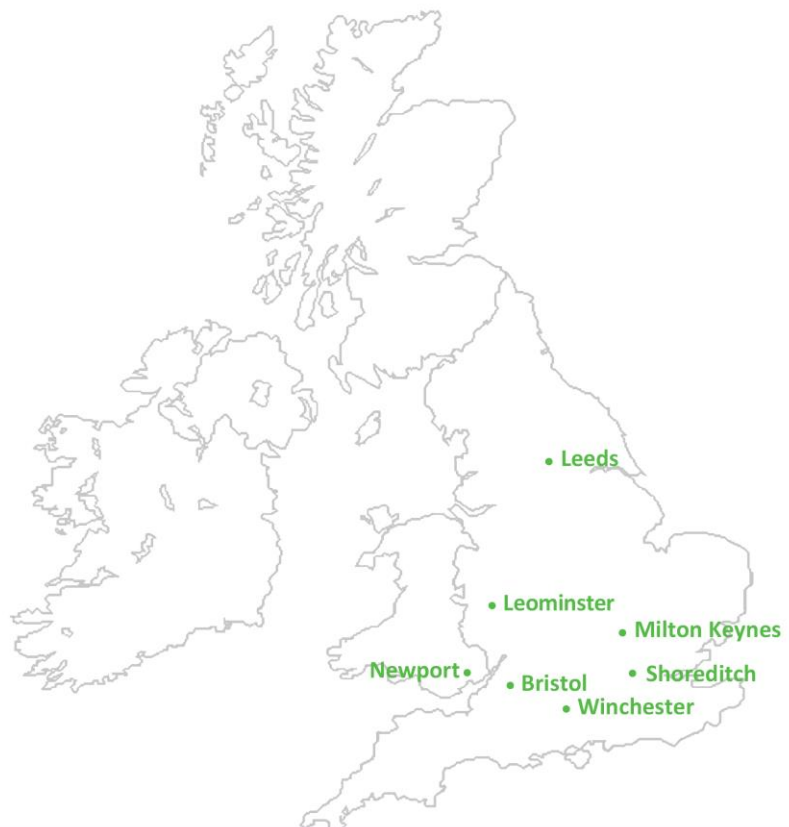 Leeds
Leominster
Milton Keynes
Newport
Shoreditch
Bristol
Winchester